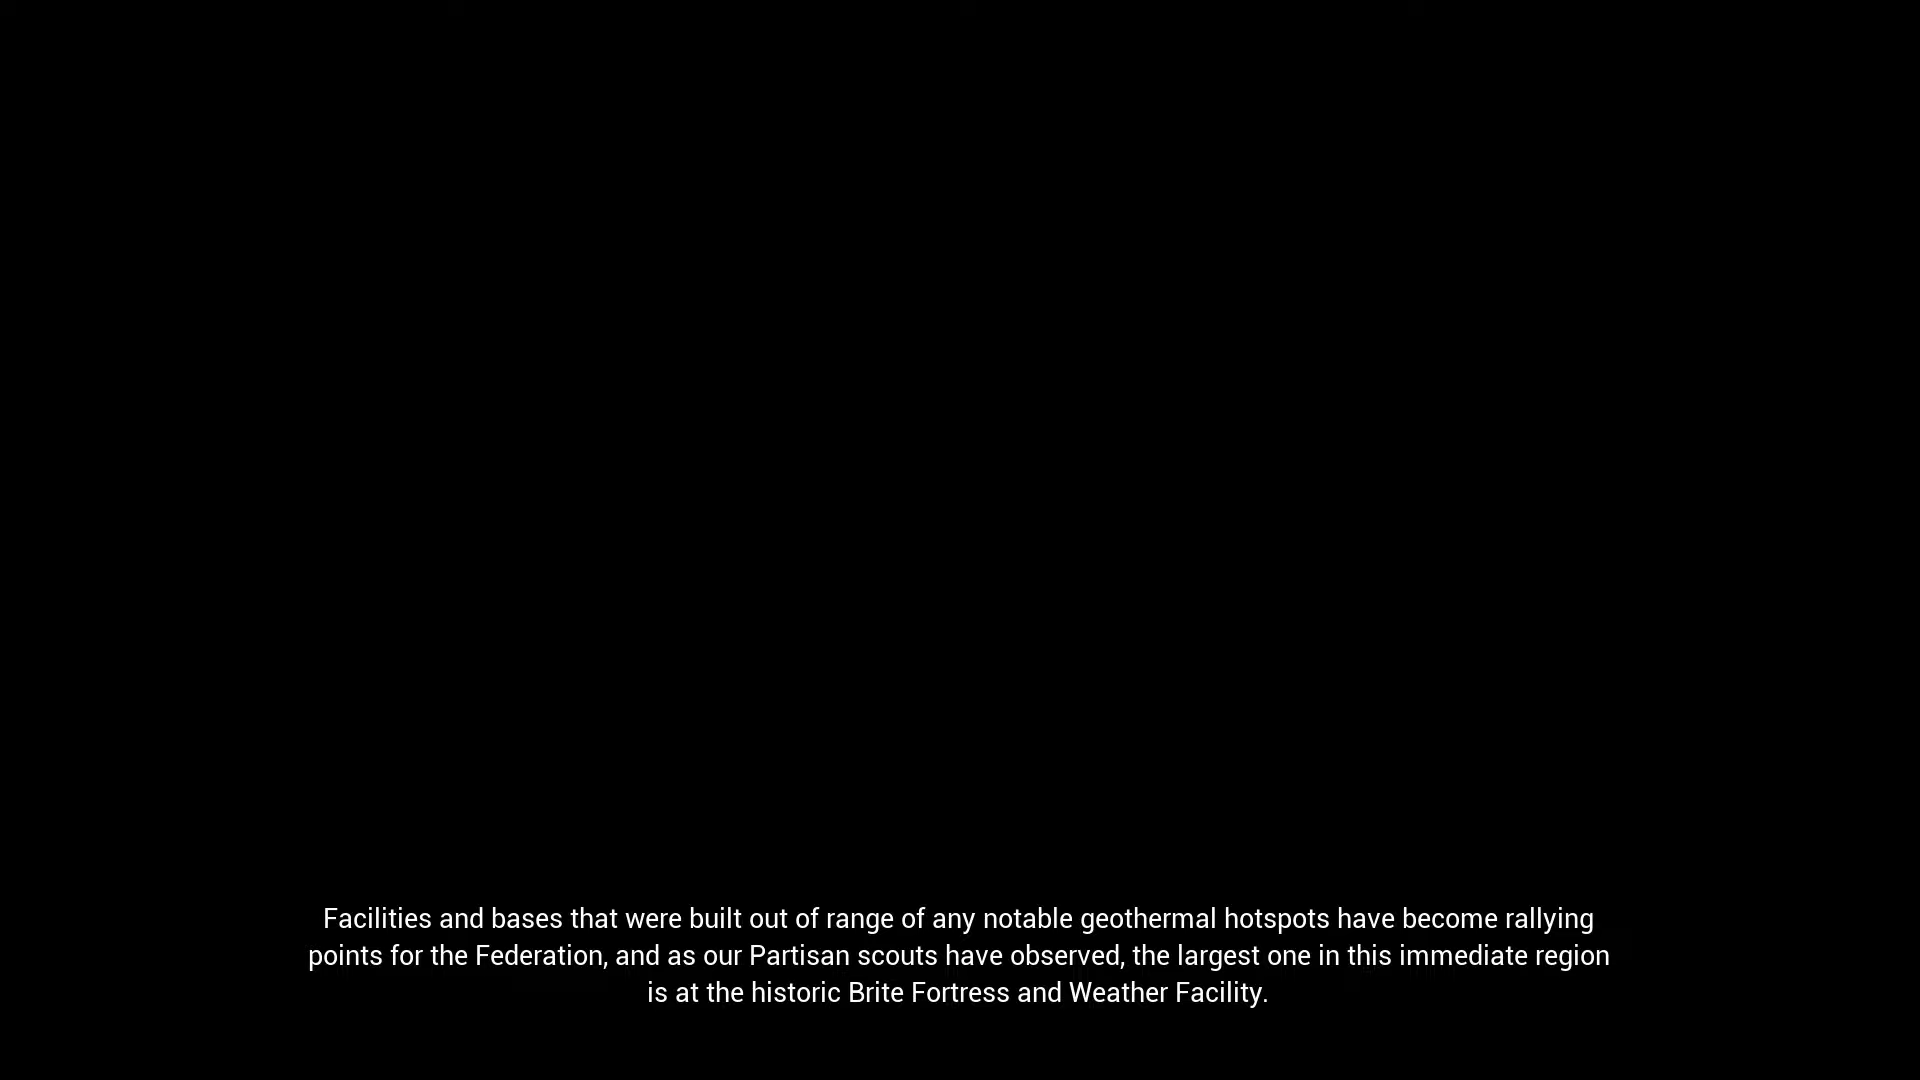 Facilities and bases that were built out of range of any notable geothermal hotspots have become rallying
points for the Federation, and as our Partisan scouts have observed, the largest one in this immediate region
is at the historic Brite Fortress and Weather Facility.